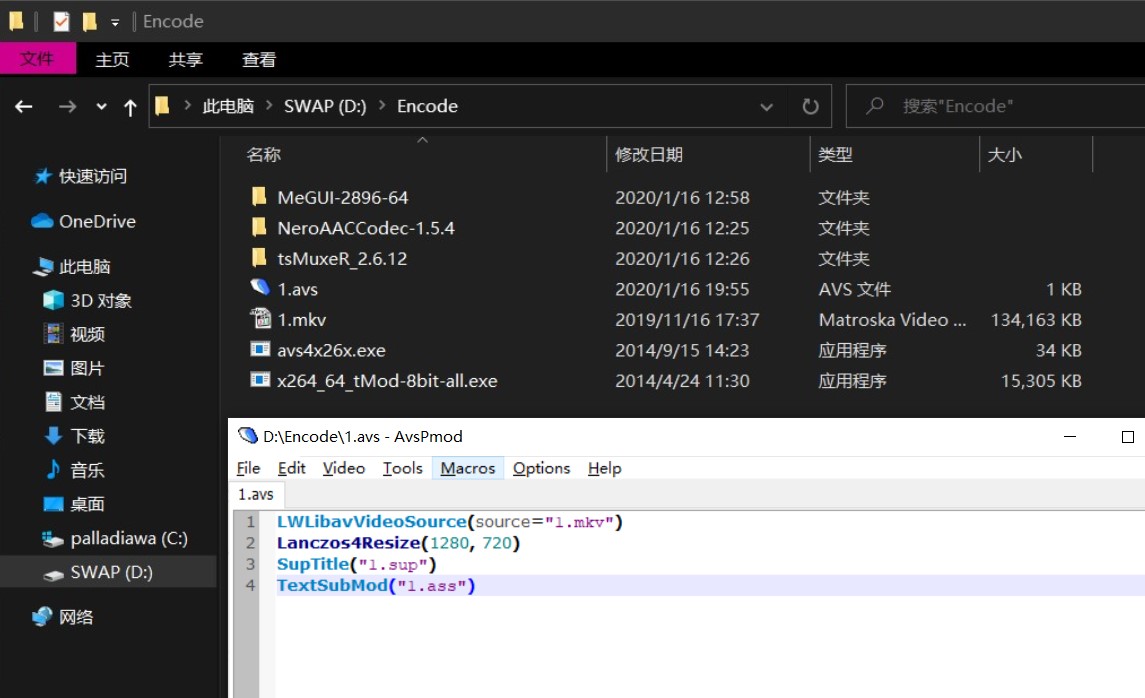 Encode
文件 主页 共享 查看
此电脑 SWAP (D:) Encode 搜索"Encode"
名称 修改日期 类型 大小
快速访问
OneDrive
此电脑
3D 对象
视频
图片
文档
下载
音乐
桌面
palladiawa (C:)
SWAP (D:)
网络
MeGUI-2896-64 2020/1/16 12:58 文件夹
NeroAACCodec-1.5.4 2020/1/16 12:25 文件夹
tsMuxeR_2.6.12 2020/1/16 12:26 文件夹
1.avs 2020/1/16 19:55 AVS 文件 1 KB
1.mkv 2019/11/16 17:37 Matroska Video ... 134,163 KB
avs4x26x.exe 2014/9/15 14:23 应用程序 34 KB
x264_64_tMod-8bit-all.exe 2014/4/24 11:30 应用程序 15,305 KB
D:\Encode\1.avs - AvsPmod
File Edit Video Tools Macros Options Help
1.avs
1 LWLibavVideoSource(source="1.mkv")
2 Lanczos4Resize(1280, 720)
3 SupTitle("1.sup")
4 TextSubMod("1.ass")